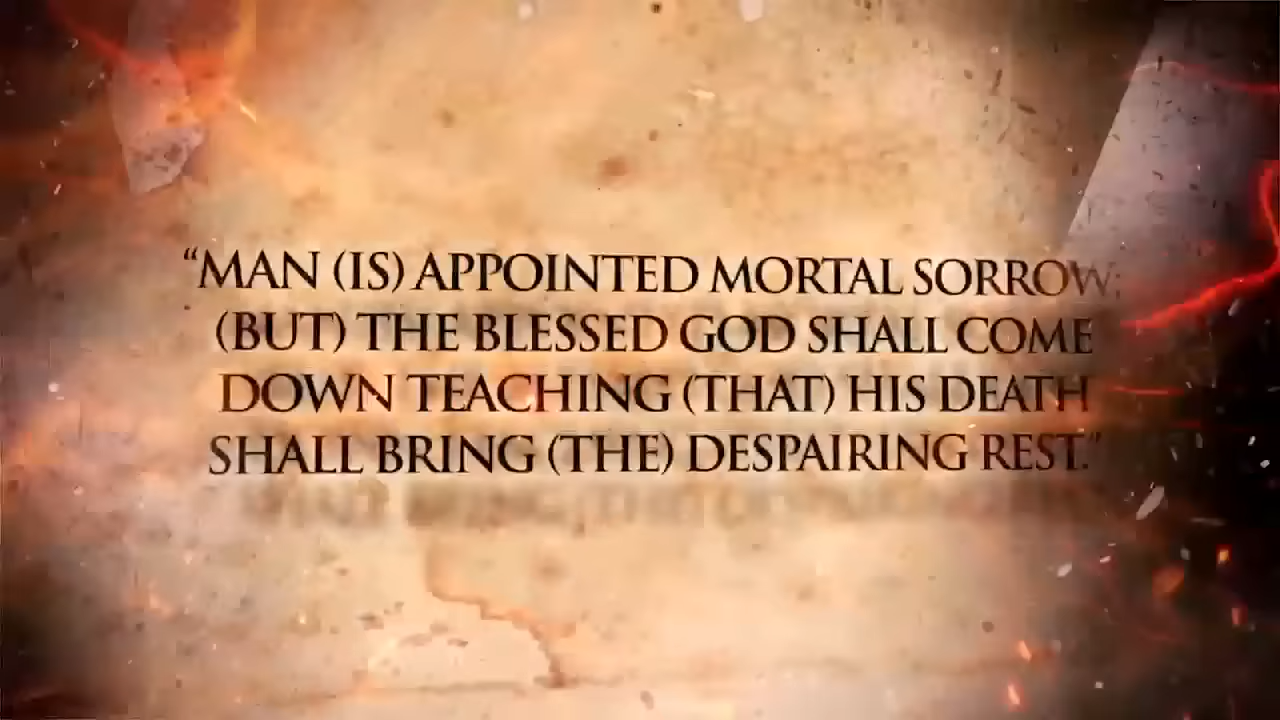 “MAN (IS) APPOINTED MORTAL SORROW;
(BUT) THE BLESSED GOD SHALL COME
DOWN TEACHING (THAT) HIS DEATH
SHALL BRING (THE) DESPAIRING REST.”